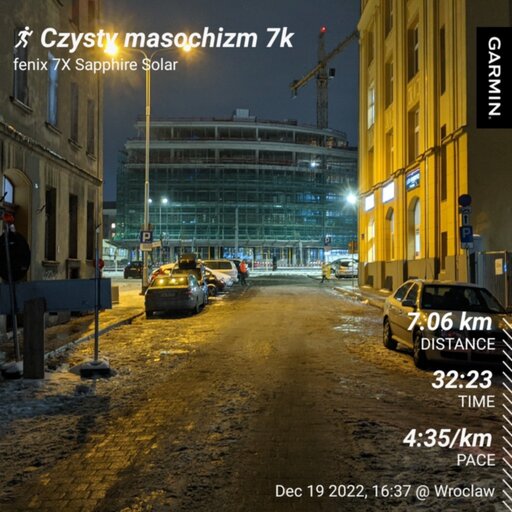 Czysty masochizm 7k
fenix 7X Sapphire Solar
GARMIN
P
P
7.06 km
DISTANCE
32:23
TIME
4:35/km
PACE
Dec 19 2022, 16:37 @ Wroclaw